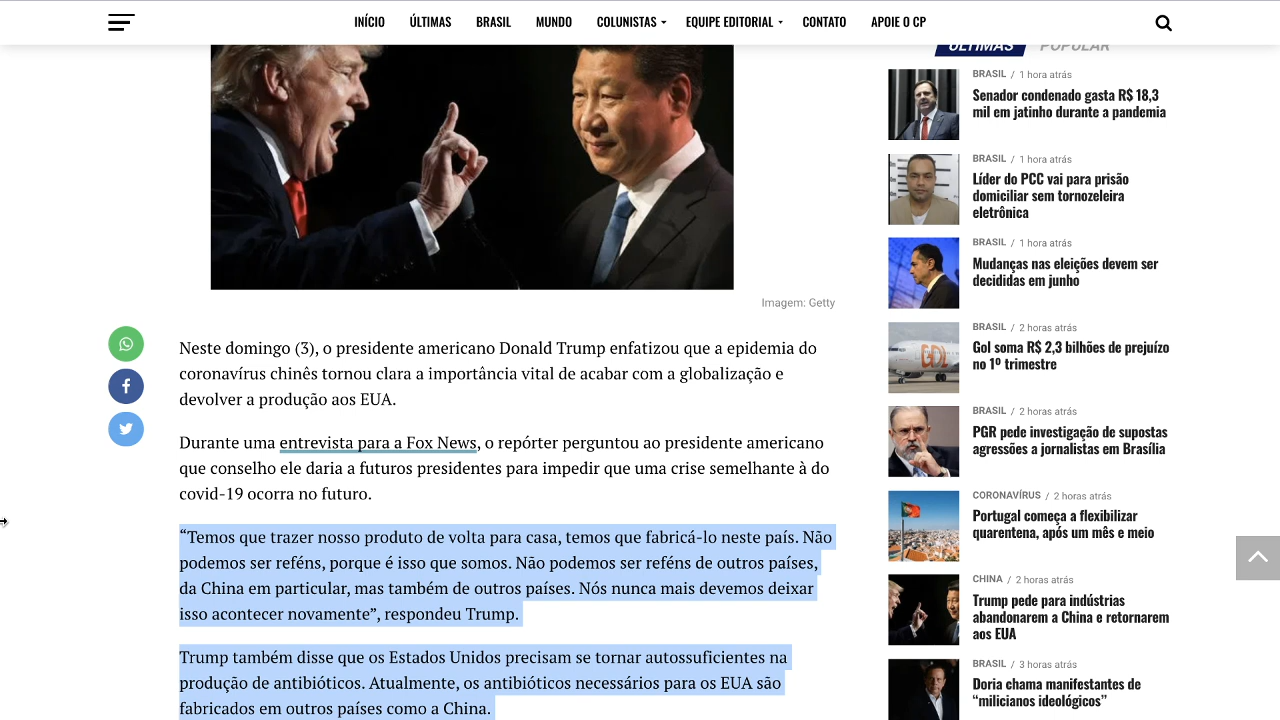 INÍCIO ÚLTIMAS BRASIL MUNDO COLUNISTAS EQUIPE EDITORIAL CONTATO APOIE O CP
ÚLTIMAS POPULAR
Imagem: Getty
Neste domingo (3), o presidente americano Donald Trump enfatizou que a epidemia do
coronavírus chinês tornou clara a importância vital de acabar com a globalização e
devolver a produção aos EUA.
Durante uma entrevista para a Fox News, o repórter perguntou ao presidente americano
que conselho ele daria a futuros presidentes para impedir que uma crise semelhante à do
covid-19 ocorra no futuro.
“Temos que trazer nosso produto de volta para casa, temos que fabricá-lo neste país. Não
podemos ser reféns, porque é isso que somos. Não podemos ser reféns de outros países,
da China em particular, mas também de outros países. Nós nunca mais devemos deixar
isso acontecer novamente”, respondeu Trump.
Trump também disse que os Estados Unidos precisam se tornar autossuficientes na
produção de antibióticos. Atualmente, os antibióticos necessários para os EUA são
fabricados em outros países como a China.
BRASIL / 1 hora atrás
Senador condenado gasta R$ 18,3
mil em jatinho durante a pandemia
BRASIL / 1 hora atrás
Líder do PCC vai para prisão
domiciliar sem tornozeleira
eletrônica
BRASIL / 1 hora atrás
Mudanças nas eleições devem ser
decididas em junho
BRASIL / 2 horas atrás
Gol soma R$ 2,3 bilhões de prejuízo
no 1º trimestre
GOL
BRASIL / 2 horas atrás
PGR pede investigação de supostas
agressões a jornalistas em Brasília
CORONAVÍRUS / 2 horas atrás
Portugal começa a flexibilizar
quarentena, após um mês e meio
CHINA / 2 horas atrás
Trump pede para indústrias
abandonarem a China e retornarem
aos EUA
BRASIL / 3 horas atrás
Doria chama manifestantes de
“milicianos ideológicos”